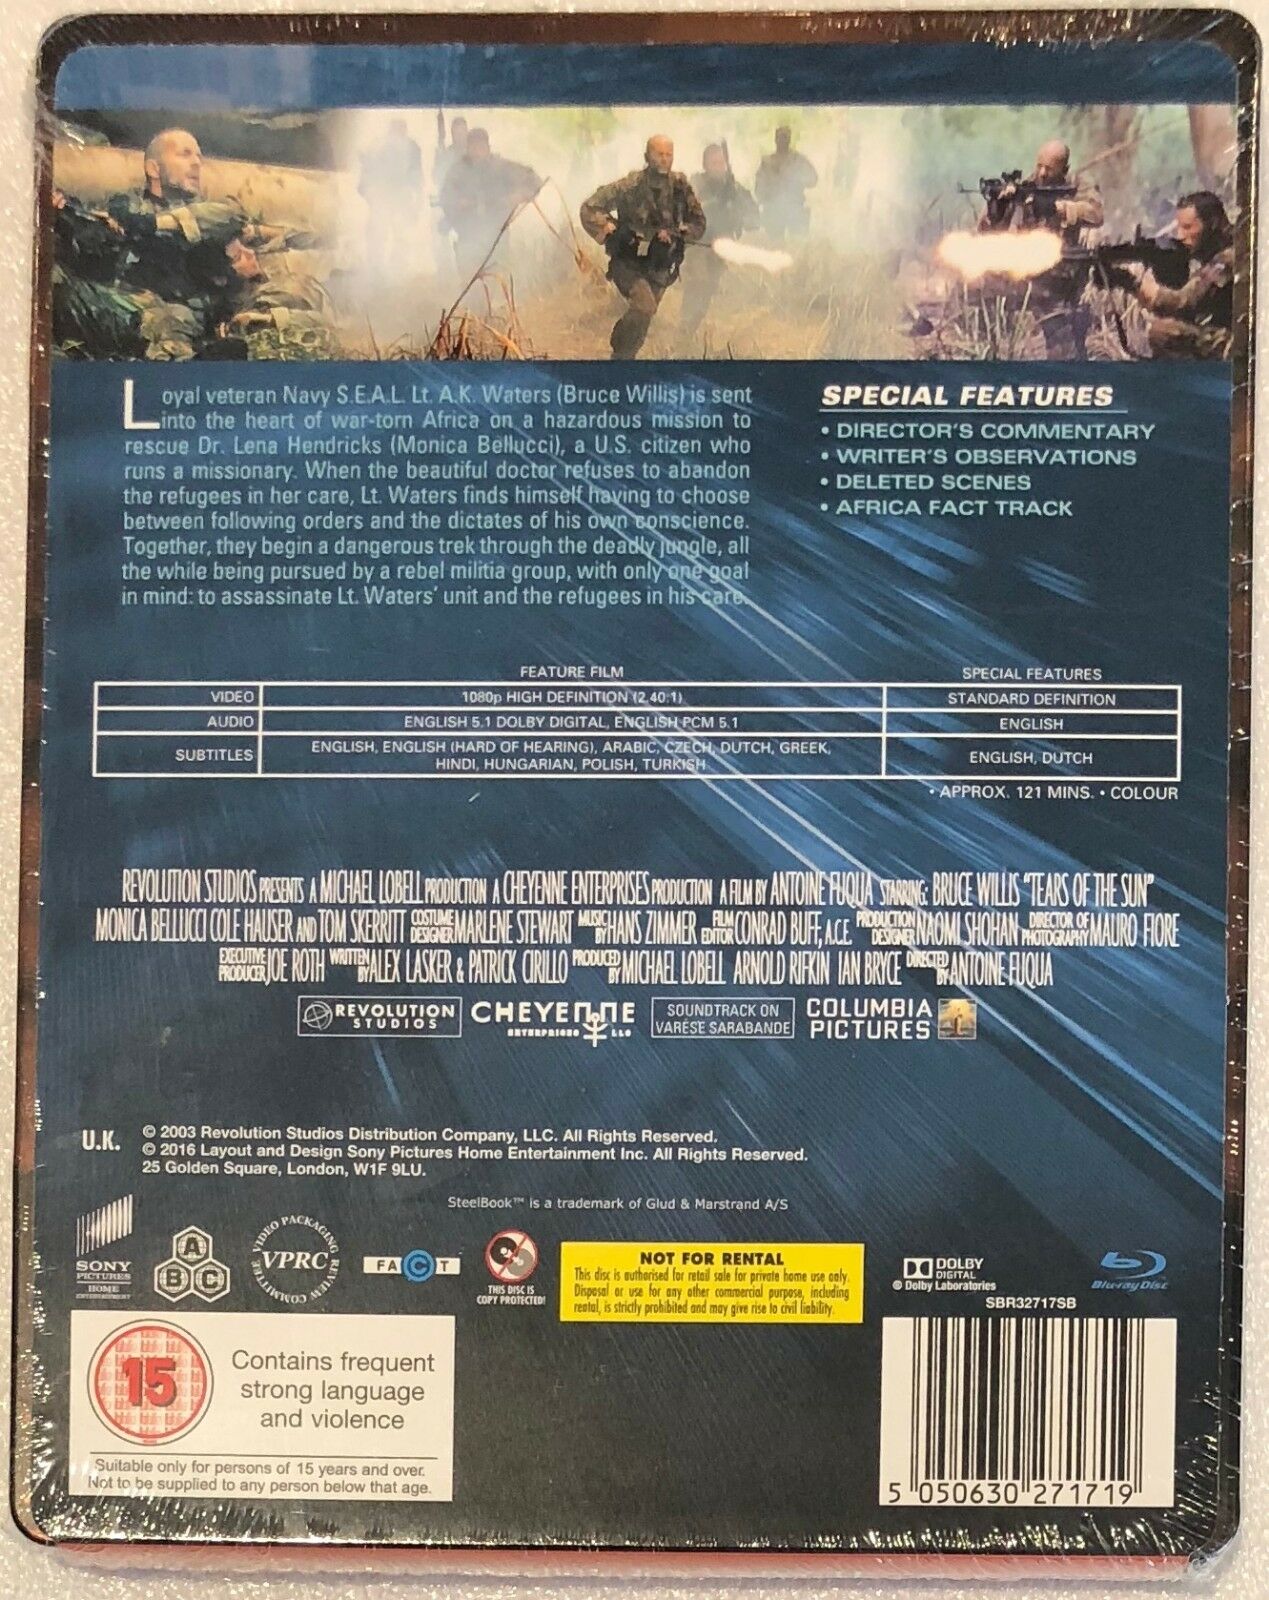 Loyal veteran Navy S.E.A.L. Lt. A.K. Waters (Bruce Willis) is sent
into the heart of war-torn Africa on a hazardous mission to
rescue Dr. Lena Hendricks (Monica Bellucci), a U.S. citizen who
runs a missionary. When the beautiful doctor refuses to abandon
the refugees in her care, Lt. Waters finds himself having to choose
between following orders and the dictates of his own conscience.
Together, they begin a dangerous trek through the deadly jungle, all
the while being pursued by a rebel militia group, with only one goal
in mind: to assassinate Lt. Waters' unit and the refugees in his care.
SPECIAL FEATURES
• DIRECTOR'S COMMENTARY
• WRITER'S OBSERVATIONS
• DELETED SCENES
• AFRICA FACT TRACK
FEATURE FILM SPECIAL FEATURES
VIDEO 1080p HIGH DEFINITION (2.40:1) STANDARD DEFINITION
AUDIO ENGLISH 5.1 DOLBY DIGITAL, ENGLISH PCM 5.1 ENGLISH
SUBTITLES ENGLISH, ENGLISH (HARD OF HEARING), ARABIC, CZECH, DUTCH, GREEK,
HINDI, HUNGARIAN, POLISH, TURKISH ENGLISH, DUTCH
• APPROX. 121 MINS. • COLOUR
REVOLUTION STUDIOS PRESENTS A MICHAEL LOBELL PRODUCTION A CHEYENNE ENTERPRISES PRODUCTION A FILM BY ANTOINE FUQUA STARRING: BRUCE WILLIS "TEARS OF THE SUN"
MONICA BELLUCCI COLE HAUSER AND TOM SKERRITT COSTUME DESIGNER MARLENE STEWART MUSIC BY HANS ZIMMER FILM EDITOR CONRAD BUFF, A.C.E. PRODUCTION DESIGNER NAOMI SHOHAN DIRECTOR OF PHOTOGRAPHY MAURO FIORE
EXECUTIVE PRODUCER JOE ROTH WRITTEN BY ALEX LASKER & PATRICK CIRILLO PRODUCED BY MICHAEL LOBELL ARNOLD RIFKIN IAN BRYCE DIRECTED BY ANTOINE FUQUA
REVOLUTION STUDIOS
CHEYENNE ENTERPRISES LLC
SOUNDTRACK ON
VARÈSE SARABANDE
COLUMBIA
PICTURES
U.K.
© 2003 Revolution Studios Distribution Company, LLC. All Rights Reserved.
© 2016 Layout and Design Sony Pictures Home Entertainment Inc. All Rights Reserved.
25 Golden Square, London, W1F 9LU.
SteelBook™ is a trademark of Glud & Marstrand A/S
SONY
PICTURES
HOME
ENTERTAINMENT
A
B C
VIDEO PACKAGING REVIEW COMMITTEE
VPRC
FACT
THIS DISC IS
COPY PROTECTED!
NOT FOR RENTAL
This disc is authorised for retail sale for private home use only.
Disposal or use for any other commercial purpose, including
rental, is strictly prohibited and may give rise to civil liability.
DOLBY
DIGITAL
© Dolby Laboratories
Blu-ray Disc
SBR32717SB
15
Contains frequent
strong language
and violence
Suitable only for persons of 15 years and over.
Not to be supplied to any person below that age.
5 050630 271719